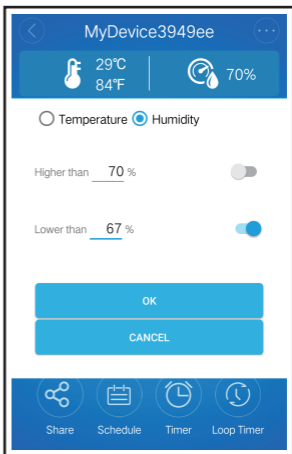 MyDevice3949ee
29℃
84℉
70%
Temperature Humidity
Higher than 70 %
Lower than 67 %
OK
CANCEL
Share Schedule Timer Loop Timer